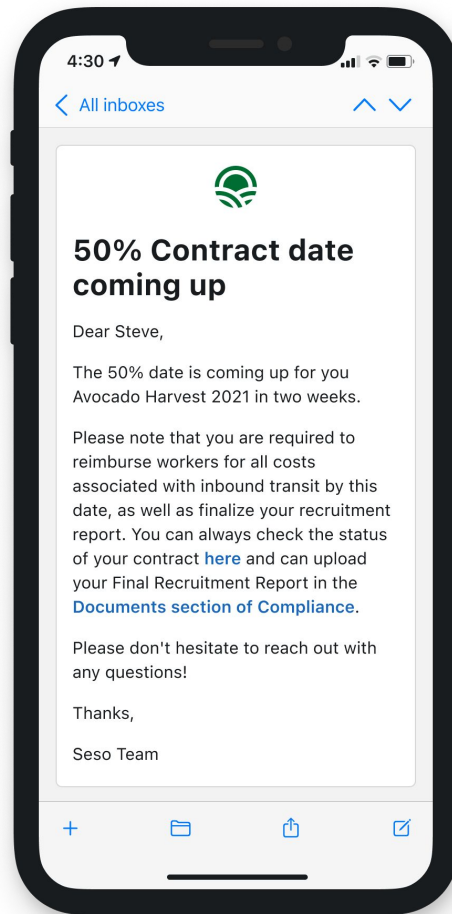 4:30
All inboxes
50% Contract date
coming up
Dear Steve,
The 50% date is coming up for you
Avocado Harvest 2021 in two weeks.
Please note that you are required to
reimburse workers for all costs
associated with inbound transit by this
date, as well as finalize your recruitment
report. You can always check the status
of your contract here and can upload
your Final Recruitment Report in the
Documents section of Compliance.
Please don't hesitate to reach out with
any questions!
Thanks,
Seso Team